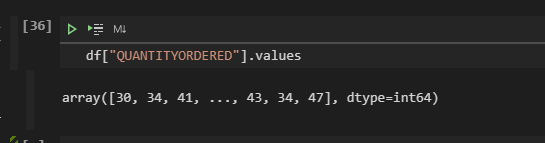 [36]
M↓
df["QUANTITYORDERED"].values
array([30, 34, 41, ..., 43, 34, 47], dtype=int64)